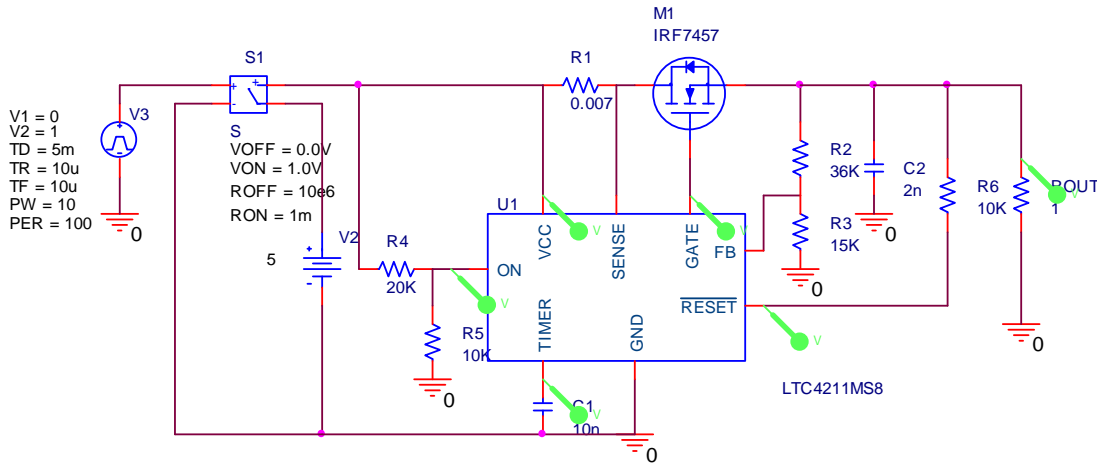 M1
IRF7457
S1
R1
0.007
V1 = 0
V2 = 1
TD = 5m
TR = 10u
TF = 10u
PW = 10
PER = 100
V3
+
-
0
+
-
+
S
VOFF = 0.0V
VON = 1.0V
ROFF = 10e6
RON = 1m
R2
36K
C2
2n
R6
10K
ROUT
1
V
R3
15K
0
0
0
V2
5
+
-
R4
20K
R5
10K
0
U1
VCC
SENSE
GATE
FB
ON
RESET
TIMER
GND
V
V
V
V
V
LTC4211MS8
C1
10n
0